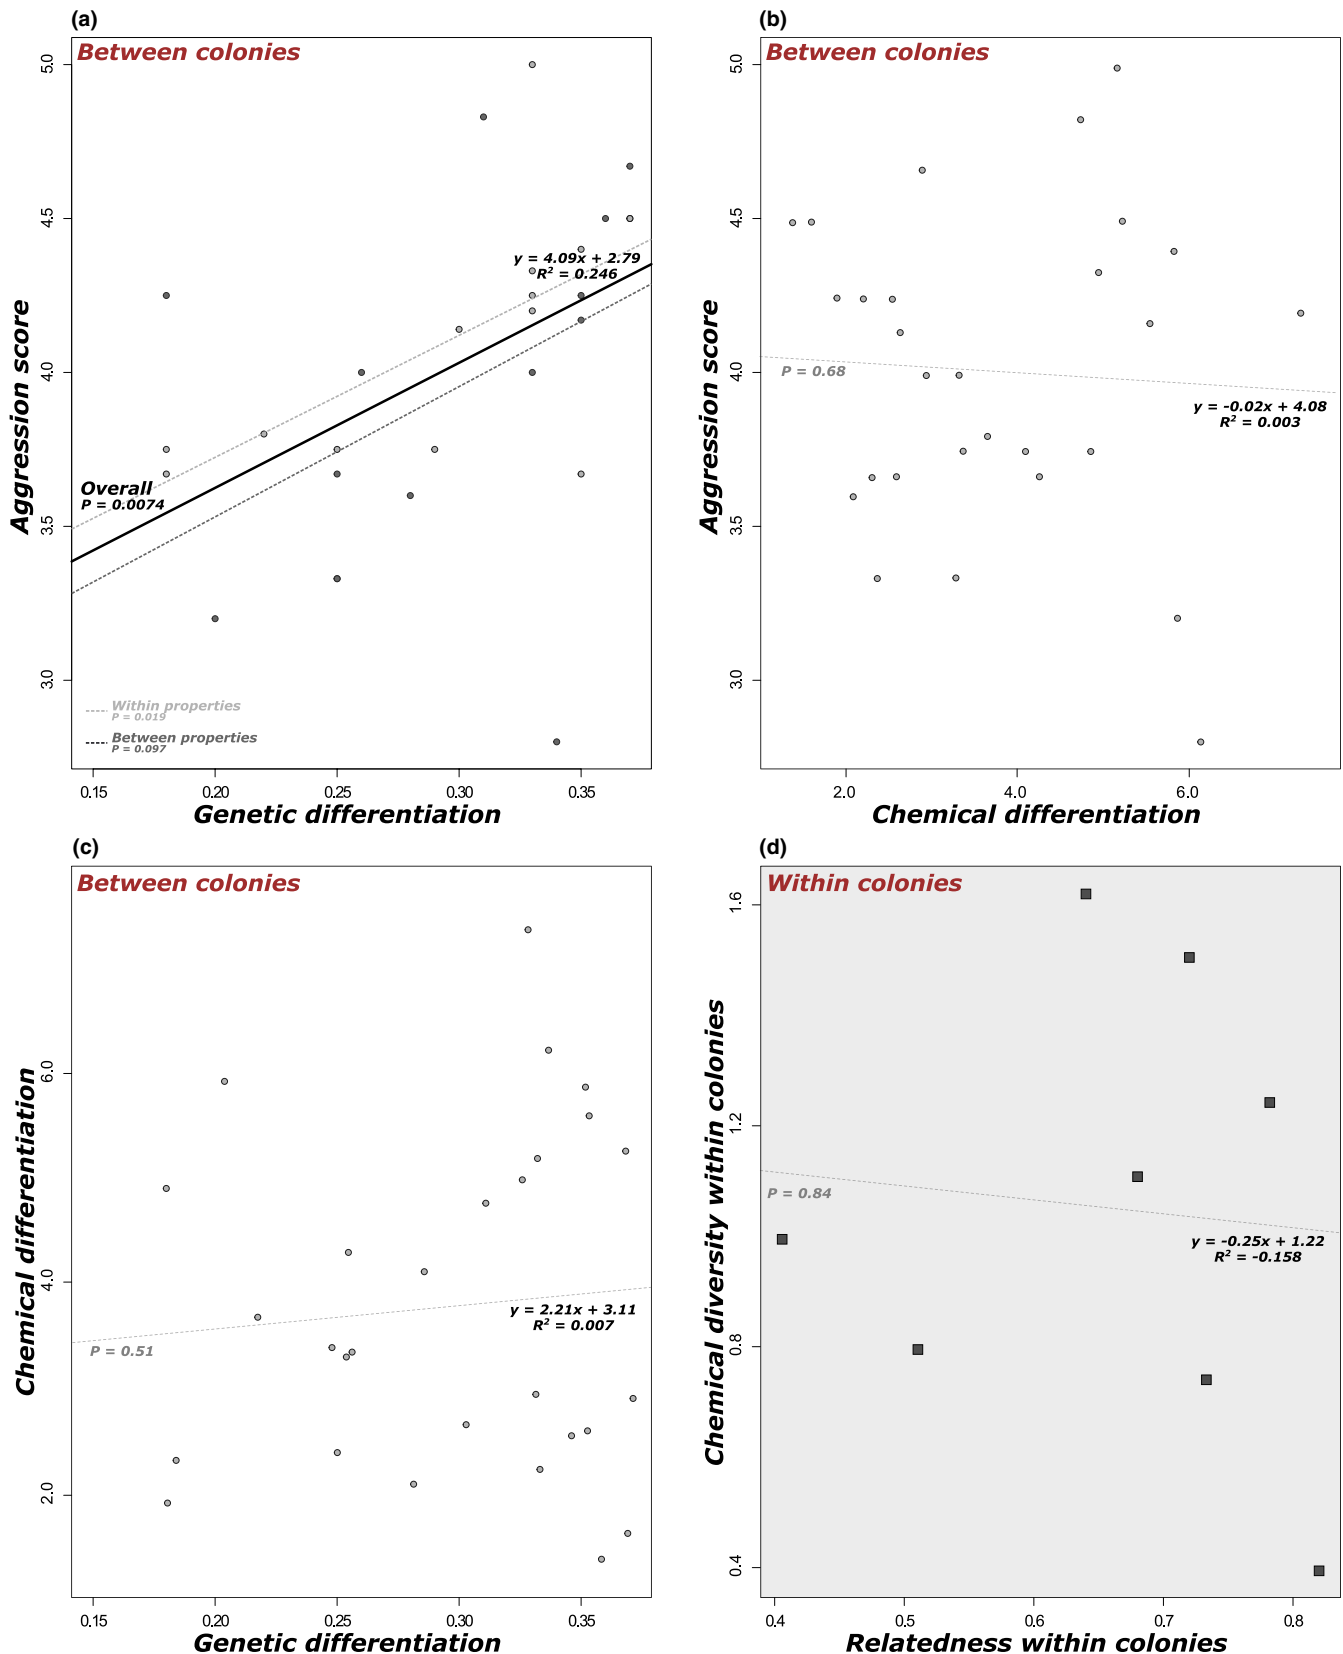 (a)
Between colonies
5.0
4.5
4.0
3.5
3.0
Aggression score
y = 4.09x + 2.79
R² = 0.246
Overall
P = 0.0074
Within properties
P = 0.019
Between properties
P = 0.097
0.15 0.20 0.25 0.30 0.35
Genetic differentiation
(b)
Between colonies
5.0
4.5
4.0
3.5
3.0
Aggression score
P = 0.68
y = -0.02x + 4.08
R² = 0.003
2.0 4.0 6.0
Chemical differentiation
(c)
Between colonies
6.0
4.0
2.0
Chemical differentiation
y = 2.21x + 3.11
R² = 0.007
P = 0.51
0.15 0.20 0.25 0.30 0.35
Genetic differentiation
(d)
Within colonies
1.6
1.2
0.8
0.4
Chemical diversity within colonies
P = 0.84
y = -0.25x + 1.22
R² = -0.158
0.4 0.5 0.6 0.7 0.8
Relatedness within colonies